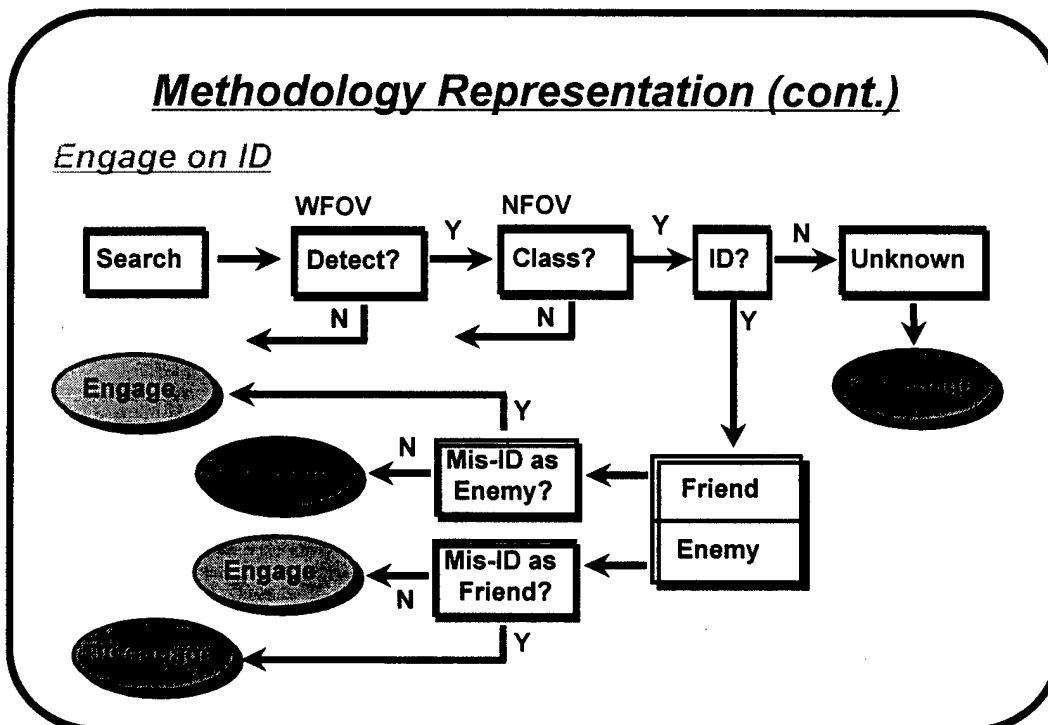 Methodology Representation (cont.)
Engage on ID
WFOV
NFOV
Search
Detect?
Y
Class?
Y
ID?
N
Unknown
N
N
Y
Engage
Y
N
Mis-ID as
Enemy?
Friend
Enemy
Engage
N
Mis-ID as
Friend?
Y